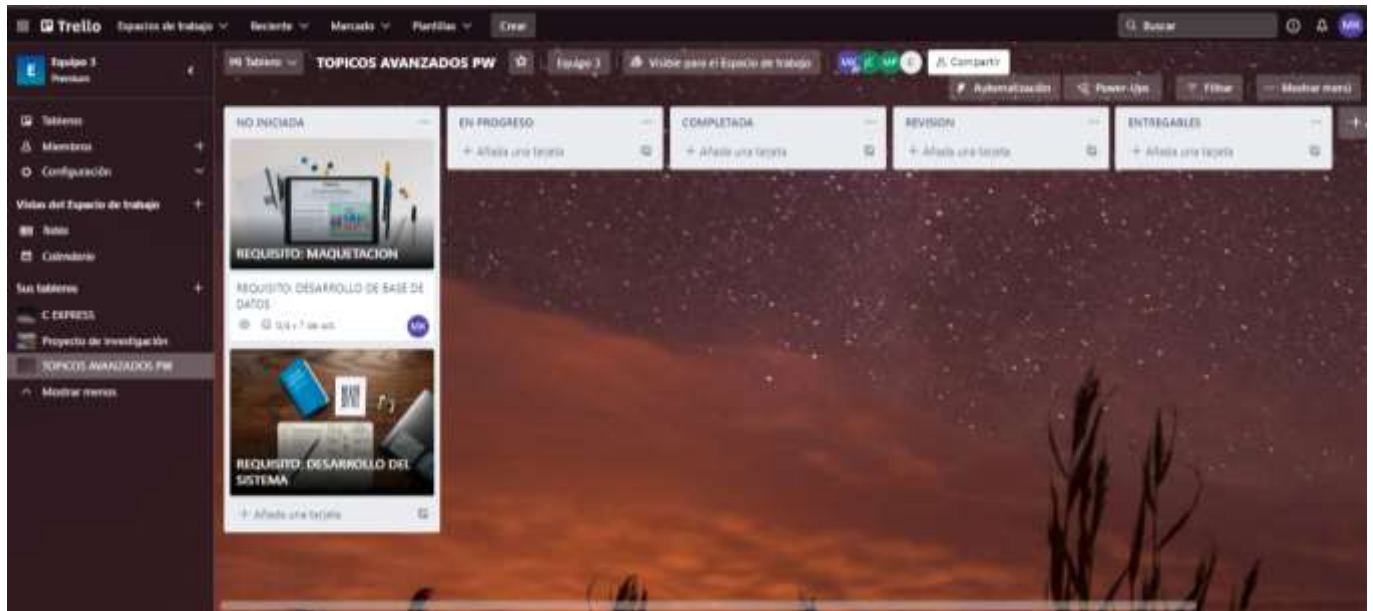 Trello Espacios de trabajo Reciente Marcado Plantillas Crear
Buscar
MH
E
Equipo 3
Premium
Mi Tablero
TOPICOS AVANZADOS PW
Equipo 3
Visible para el Espacio de trabajo
Compartir
Automatización
Power-Ups
Filtrar
Mostrar menú
Tableros
Miembros
Configuración
Vistas del Espacio de trabajo
Tabla
Calendario
Sus tableros
C EXPRESS
Proyecto de investigación
TOPICOS AVANZADOS PW
Mostrar menos
NO INICIADA
REQUISITO: MAQUETACION
REQUISITO: DESARROLLO DE BASE DE
DATOS
MH
REQUISITO: DESARROLLO DEL
SISTEMA
Añada una tarjeta
EN PROGRESO
Añada una tarjeta
COMPLETADA
Añada una tarjeta
REVISION
Añada una tarjeta
ENTREGABLES
Añada una tarjeta